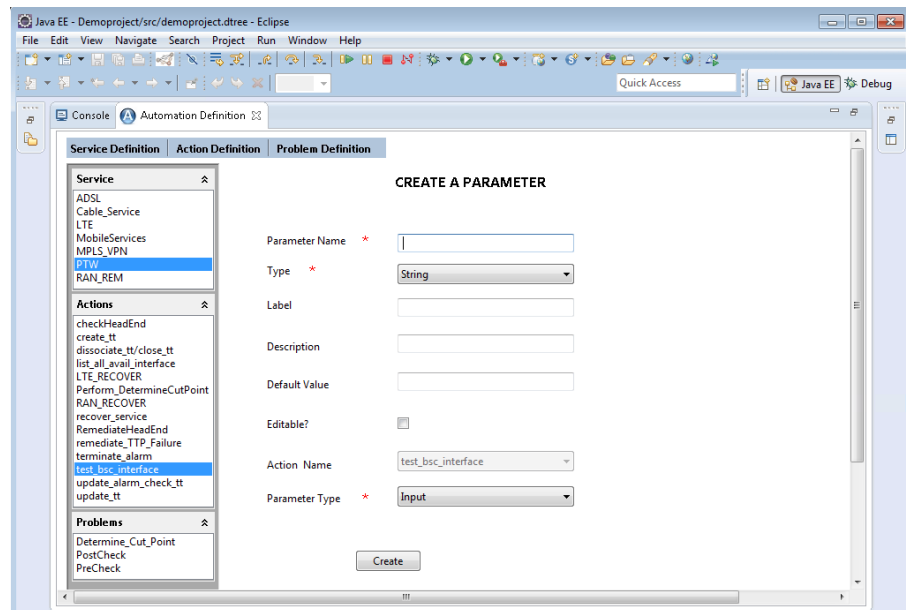 Java EE - Demoproject/src/demoproject.dtree - Eclipse
File Edit View Navigate Search Project Run Window Help
Quick Access
Java EE
Debug
Console
Automation Definition
Service Definition
Action Definition
Problem Definition
Service
ADSL
Cable_Service
LTE
MobileServices
MPLS_VPN
PTW
RAN_REM
Actions
checkHeadEnd
create_tt
dissociate_tt/close_tt
list_all_avail_interface
LTE_RECOVER
Perform_DetermineCutPoint
RAN_RECOVER
recover_service
RemediateHeadEnd
remediate_TTP_Failure
terminate_alarm
test_bsc_interface
update_alarm_check_tt
update_tt
Problems
Determine_Cut_Point
PostCheck
PreCheck
CREATE A PARAMETER
Parameter Name *
Type * String
Label
Description
Default Value
Editable?
Action Name test_bsc_interface
Parameter Type * Input
Create